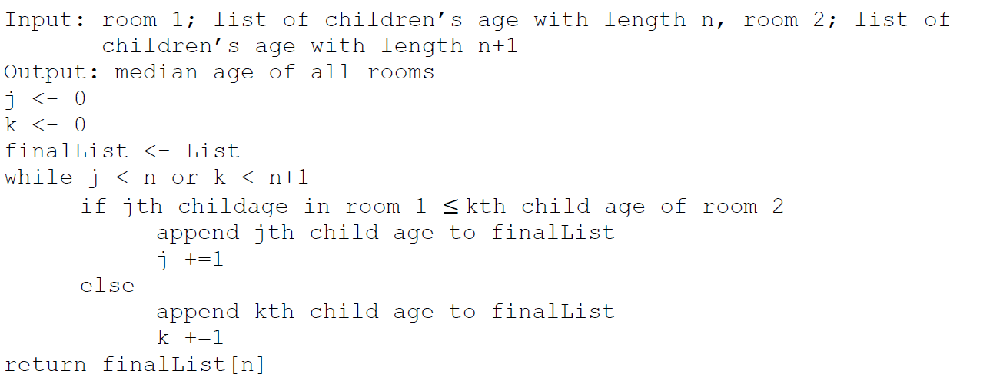 Input: room 1; list of children’s age with length n, room 2; list of
children’s age with length n+1
Output: median age of all rooms
j <- 0
k <- 0
finalList <- List
while j < n or k < n+1
if jth childage in room 1 ≤ kth child age of room 2
append jth child age to finalList
j +=1
else
append kth child age to finalList
k +=1
return finalList[n]